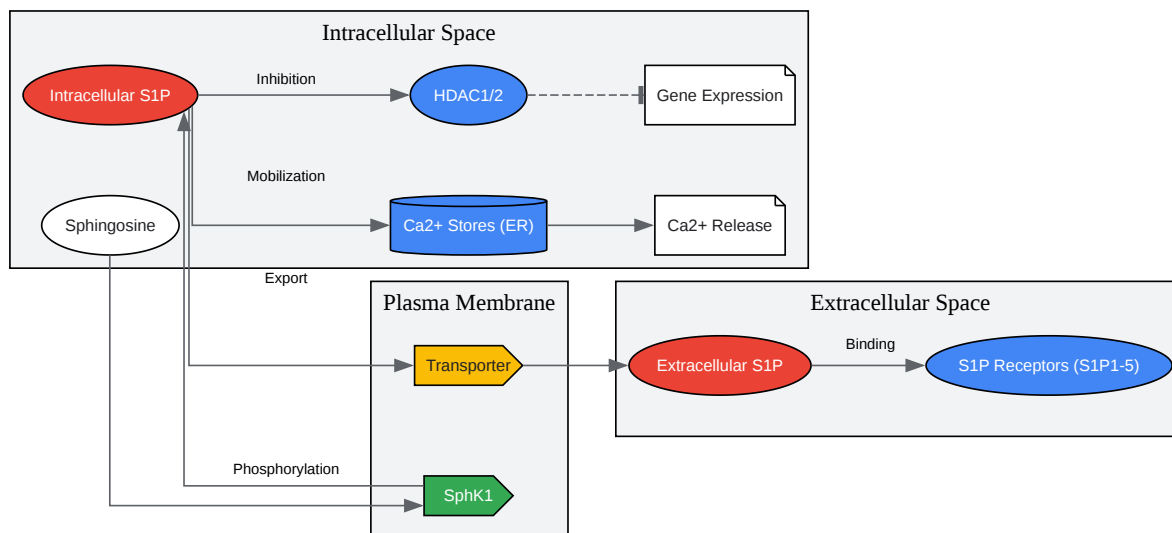 Intracellular Space
Intracellular S1P
Inhibition
HDAC1/2
Gene Expression
Mobilization
Sphingosine
Ca2+ Stores (ER)
Ca2+ Release
Export
Plasma Membrane
Extracellular Space
Transporter
Extracellular S1P
Binding
S1P Receptors (S1P1-5)
Phosphorylation
SphK1